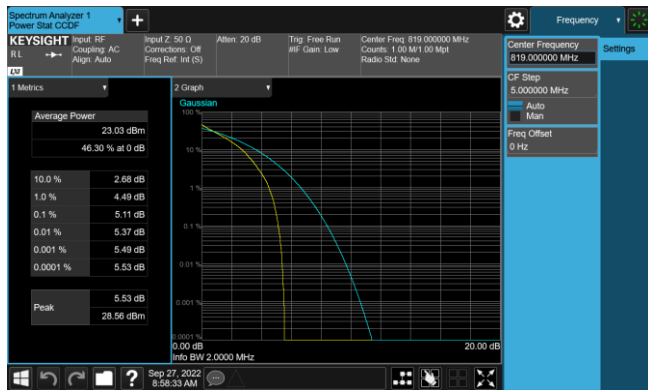 Spectrum Analyzer 1
Power Stat CCDF
Frequency
KEYSIGHT
R L
LXI
Input: RF
Coupling: AC
Align: Auto
Input Z: 50 Ω
Corrections: Off
Freq Ref: Int (S)
Atten: 20 dB
Trig: Free Run
#IF Gain: Low
Center Freq: 819.000000 MHz
Counts: 1.00 M/1.00 Mpt
Radio Std: None
Center Frequency
819.000000 MHz
Settings
CF Step
5.000000 MHz
Auto
Man
Freq Offset
0 Hz
1 Metrics
Average Power
23.03 dBm
46.30 % at 0 dB
10.0 % 2.68 dB
1.0 % 4.49 dB
0.1 % 5.11 dB
0.01 % 5.37 dB
0.001 % 5.49 dB
0.0001 % 5.53 dB
Peak
5.53 dB
28.56 dBm
2 Graph
Gaussian
100 %
10 %
1 %
0.1 %
0.01 %
0.001 %
0.0001 %
0.00 dB
20.00 dB
Info BW 2.0000 MHz
?
Sep 27, 2022
8:58:33 AM